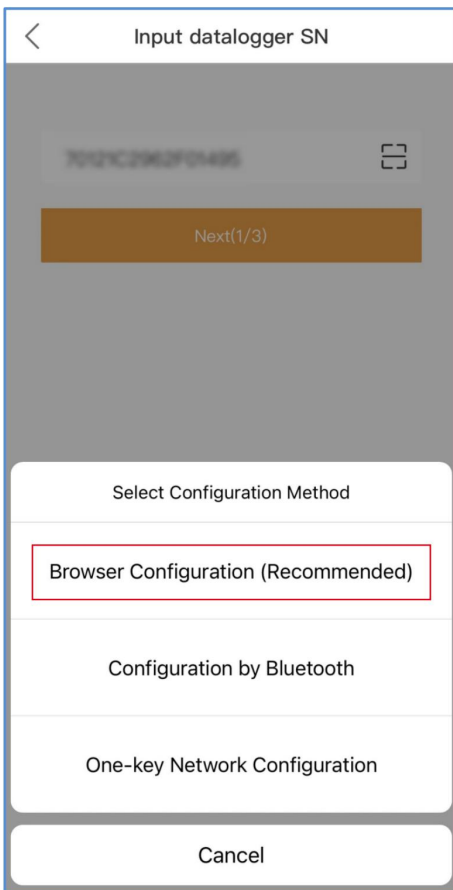 Input datalogger SN
Next(1/3)
Select Configuration Method
Browser Configuration (Recommended)
Configuration by Bluetooth
One-key Network Configuration
Cancel